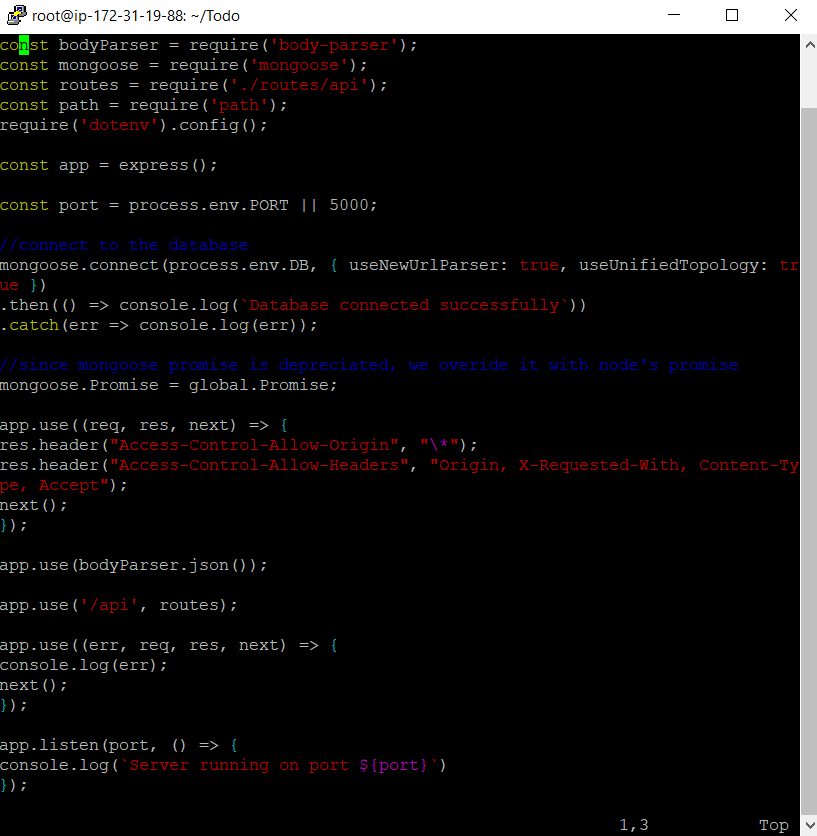 root@ip-172-31-19-88: ~/Todo
const bodyParser = require('body-parser');
const mongoose = require('mongoose');
const routes = require('./routes/api');
const path = require('path');
require('dotenv').config();
const app = express();
const port = process.env.PORT || 5000;
//connect to the database
mongoose.connect(process.env.DB, { useNewUrlParser: true, useUnifiedTopology: tr
ue })
.then(() => console.log(`Database connected successfully`))
.catch(err => console.log(err));
//since mongoose promise is depreciated, we overide it with node's promise
mongoose.Promise = global.Promise;
app.use((req, res, next) => {
res.header("Access-Control-Allow-Origin", "\*");
res.header("Access-Control-Allow-Headers", "Origin, X-Requested-With, Content-Ty
pe, Accept");
next();
});
app.use(bodyParser.json());
app.use('/api', routes);
app.use((err, req, res, next) => {
console.log(err);
next();
});
app.listen(port, () => {
console.log(`Server running on port ${port}`)
});
1,3 Top